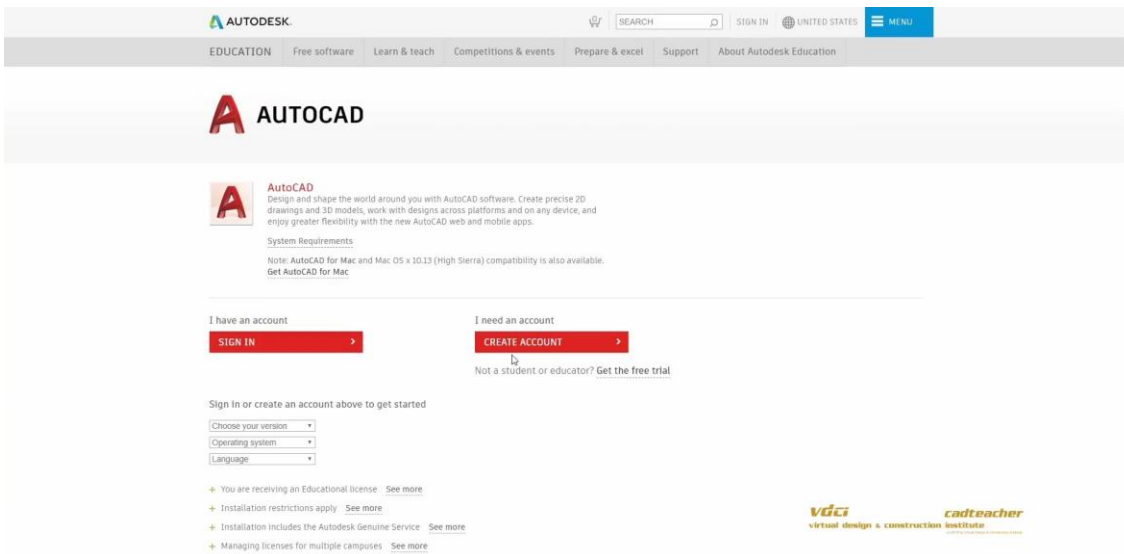 AUTODESK.
SEARCH
SIGN IN
UNITED STATES
MENU
EDUCATION
Free software
Learn & teach
Competitions & events
Prepare & excel
Support
About Autodesk Education
AUTOCAD
AutoCAD
Design and shape the world around you with AutoCAD software. Create precise 2D
drawings and 3D models, work with designs across platforms and on any device, and
enjoy greater flexibility with the new AutoCAD web and mobile apps.
System Requirements
Note: AutoCAD for Mac and Mac OS x 10.13 (High Sierra) compatibility is also available.
Get AutoCAD for Mac
I have an account
SIGN IN
I need an account
CREATE ACCOUNT
Not a student or educator? Get the free trial
Sign in or create an account above to get started
Choose your version
Operating system
Language
+ You are receiving an Educational license See more
+ Installation restrictions apply See more
+ Installation includes the Autodesk Genuine Service See more
+ Managing licenses for multiple campuses See more
vdci
cadteacher
virtual design & construction institute